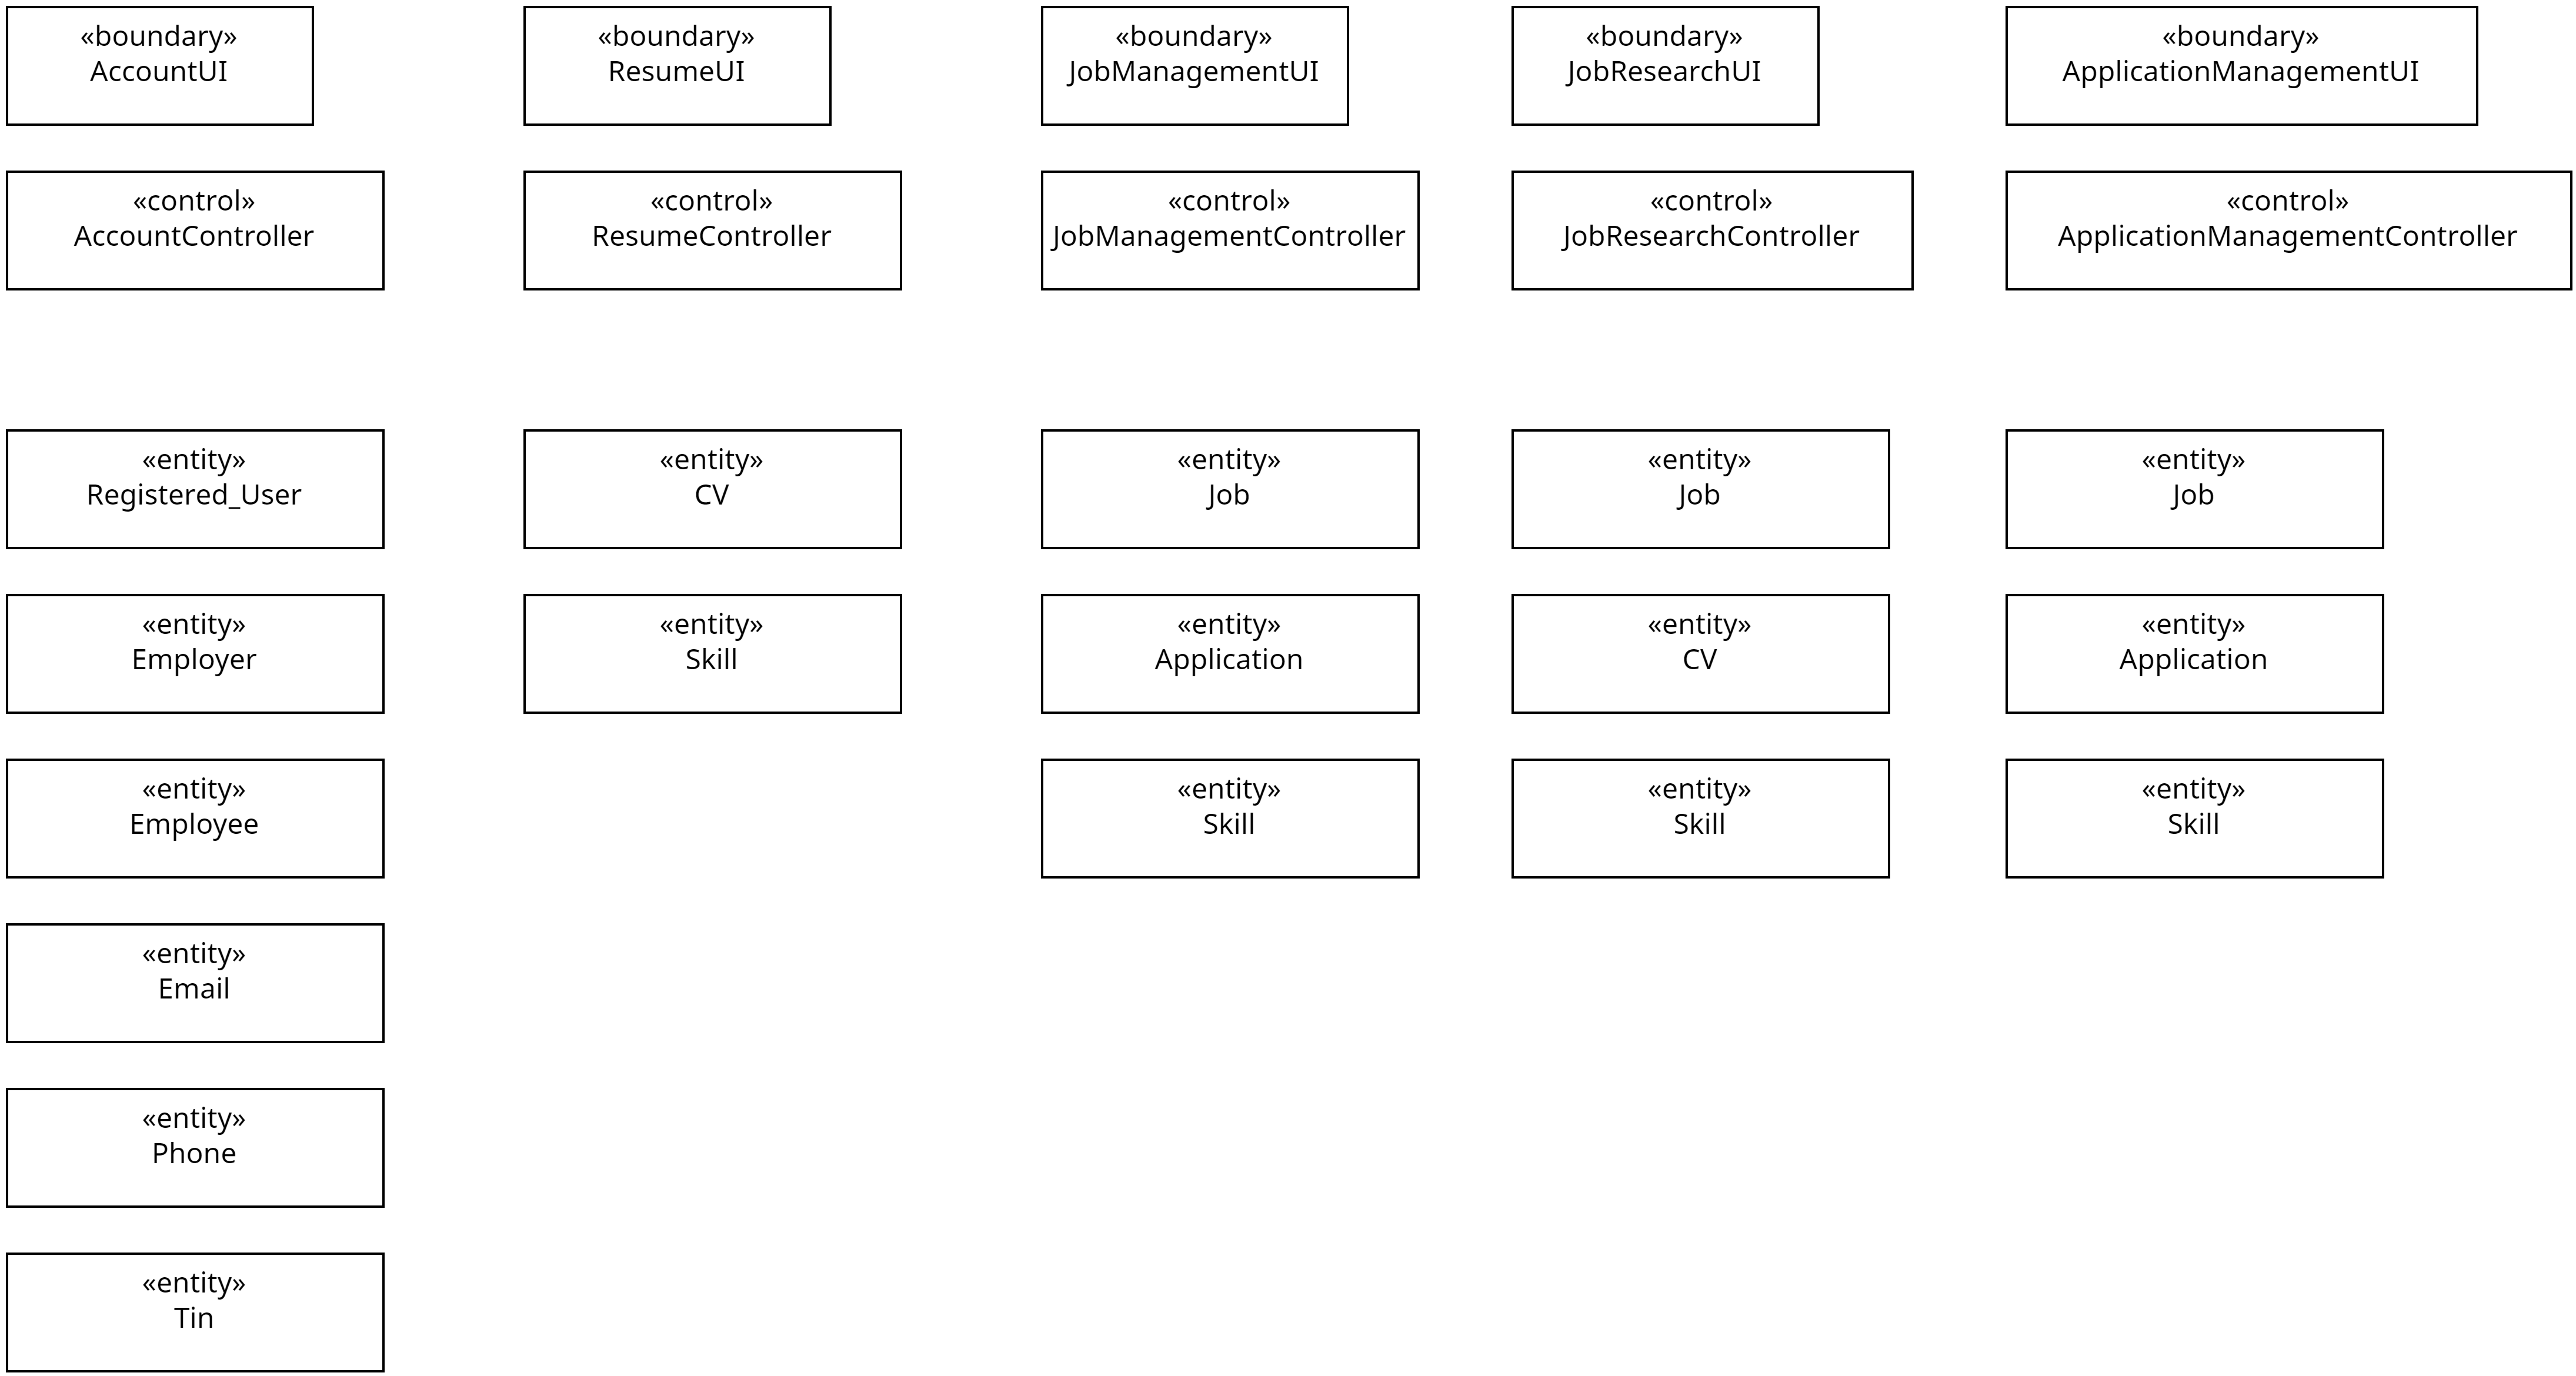 «boundary»
AccountUI
«boundary»
ResumeUI
«boundary»
JobManagementUI
«boundary»
JobResearchUI
«boundary»
ApplicationManagementUI
«control»
AccountController
«control»
ResumeController
«control»
JobManagementController
«control»
JobResearchController
«control»
ApplicationManagementController
«entity»
Registered_User
«entity»
CV
«entity»
Job
«entity»
Job
«entity»
Job
«entity»
Employer
«entity»
Skill
«entity»
Application
«entity»
CV
«entity»
Application
«entity»
Employee
«entity»
Skill
«entity»
Skill
«entity»
Skill
«entity»
Email
«entity»
Phone
«entity»
Tin